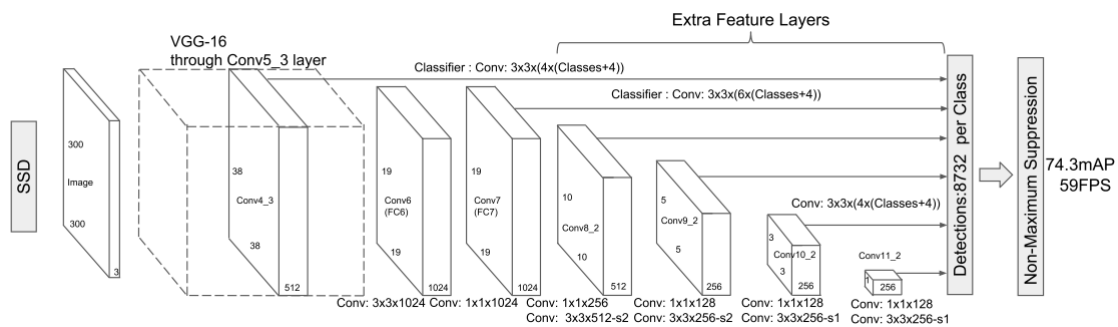 Extra Feature Layers
VGG-16
through Conv5_3 layer
Classifier : Conv: 3x3x(4x(Classes+4))
Classifier : Conv: 3x3x(6x(Classes+4))
SSD
300
Image
300
3
38
Conv4_3
38
512
19
Conv6
(FC6)
19
1024
19
Conv7
(FC7)
19
1024
10
Conv8_2
10
512
5
Conv9_2
5
256
Conv: 3x3x(4x(Classes+4))
3
Conv10_2
3
256
Conv11_2
1
256
Detections:8732 per Class
Non-Maximum Suppression
74.3mAP
59FPS
Conv: 3x3x1024
Conv: 1x1x1024
Conv: 1x1x256
Conv: 3x3x512-s2
Conv: 1x1x128
Conv: 3x3x256-s2
Conv: 1x1x128
Conv: 3x3x256-s1
Conv: 1x1x128
Conv: 3x3x256-s1